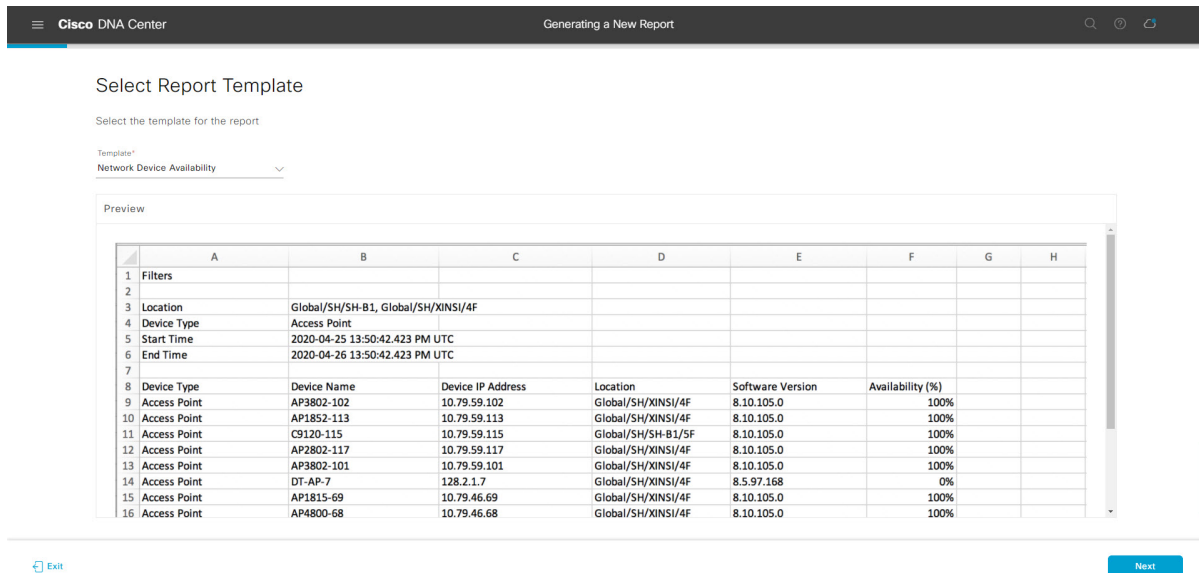 Cisco DNA Center Generating a New Report
Select Report Template
Select the template for the report
Template*
Network Device Availability
Preview
A B C D E F G H
1 Filters
2
3 Location Global/SH/SH-B1, Global/SH/XINSI/4F
4 Device Type Access Point
5 Start Time 2020-04-25 13:50:42.423 PM UTC
6 End Time 2020-04-26 13:50:42.423 PM UTC
7
8 Device Type Device Name Device IP Address Location Software Version Availability (%)
9 Access Point AP3802-102 10.79.59.102 Global/SH/XINSI/4F 8.10.105.0 100%
10 Access Point AP1852-113 10.79.59.113 Global/SH/XINSI/4F 8.10.105.0 100%
11 Access Point C9120-115 10.79.59.115 Global/SH/SH-B1/5F 8.10.105.0 100%
12 Access Point AP2802-117 10.79.59.117 Global/SH/XINSI/4F 8.10.105.0 100%
13 Access Point AP3802-101 10.79.59.101 Global/SH/XINSI/4F 8.10.105.0 100%
14 Access Point DT-AP-7 128.2.1.7 Global/SH/XINSI/4F 8.5.97.168 0%
15 Access Point AP1815-69 10.79.46.69 Global/SH/XINSI/4F 8.10.105.0 100%
16 Access Point AP4800-68 10.79.46.68 Global/SH/XINSI/4F 8.10.105.0 100%
Exit Next